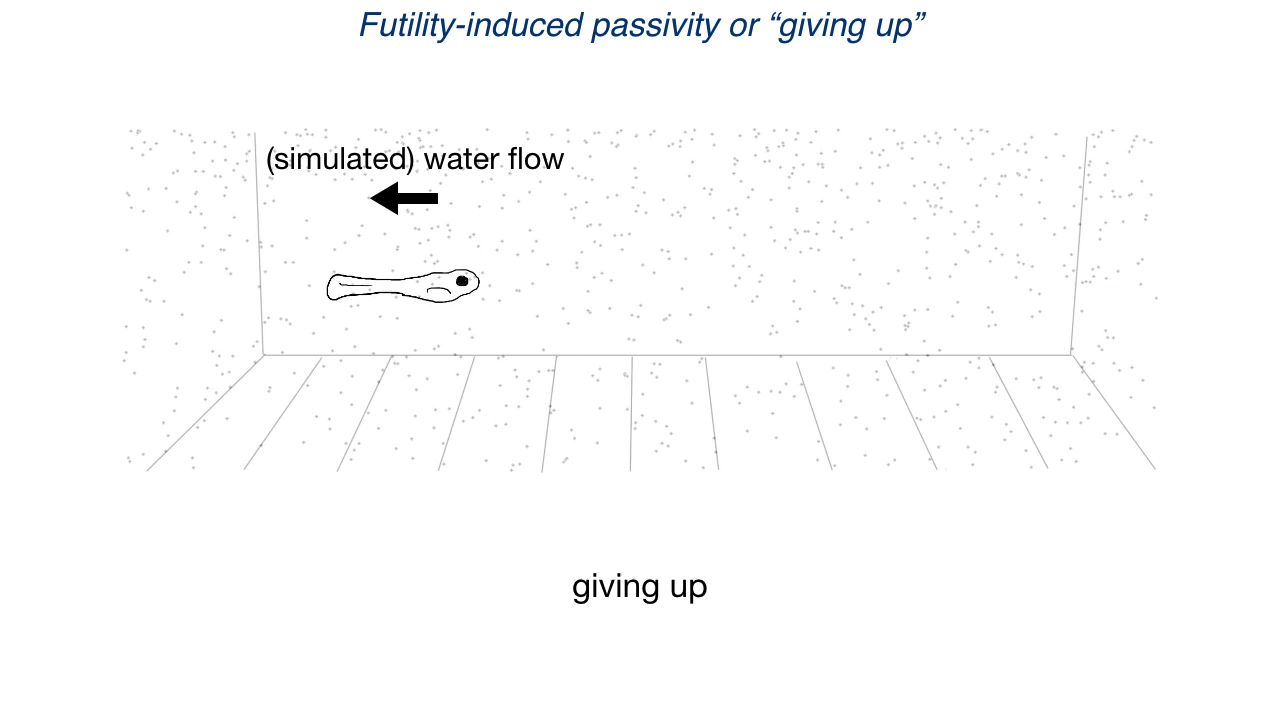 Futility-induced passivity or “giving up”
(simulated) water flow
giving up